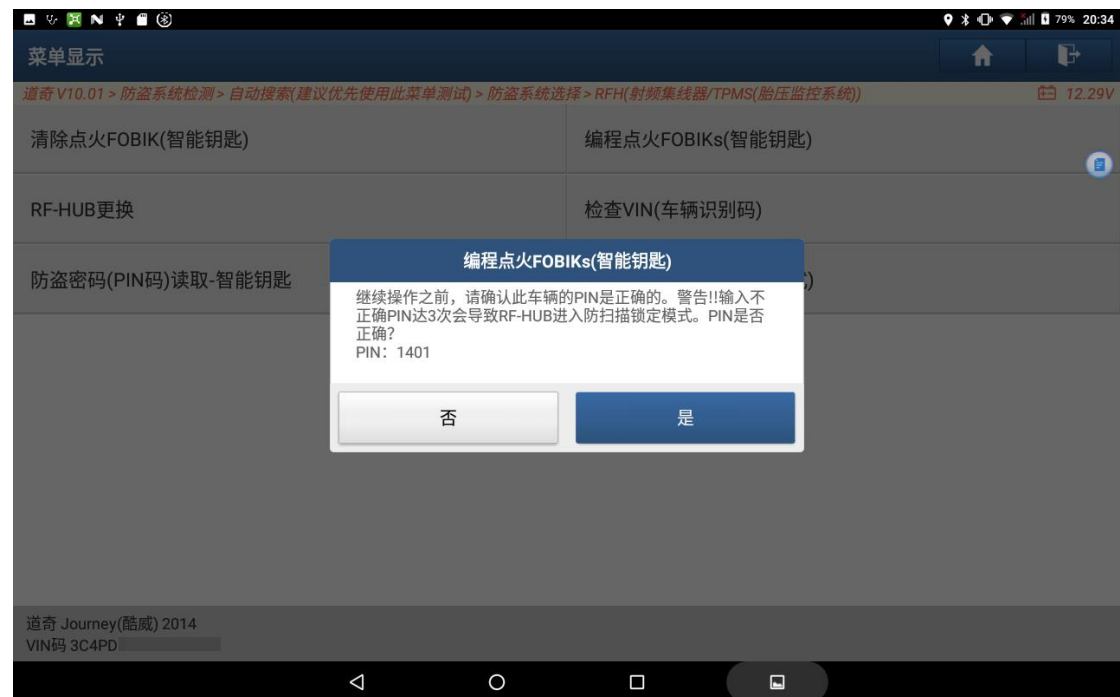 79% 20:34
菜单显示
道奇 V10.01 > 防盗系统检测 > 自动搜索(建议优先使用此菜单测试) > 防盗系统选择 > RFH(射频集线器/TPMS(胎压监控系统))
12.29V
清除点火FOBIK(智能钥匙)
编程点火FOBIKs(智能钥匙)
RF-HUB更换
检查VIN(车辆识别码)
防盗密码(PIN码)读取-智能钥匙
编程点火FOBIKs(智能钥匙)
继续操作之前，请确认此车辆的PIN是正确的。警告!!输入不
正确PIN达3次会导致RF-HUB进入防扫描锁定模式。PIN是否
正确?
PIN：1401
否
是
道奇 Journey(酷威) 2014
VIN码 3C4PD